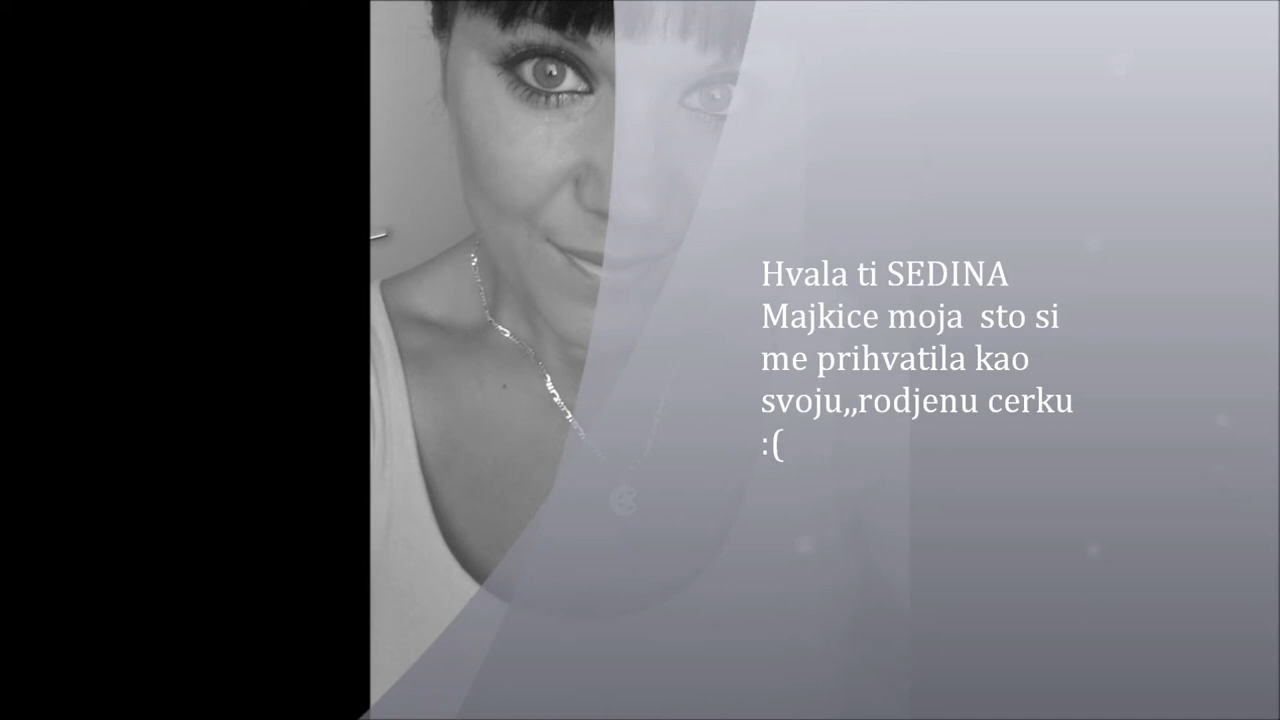 Hvala ti SEDINA
Majkice moja  sto si
me prihvatila kao
svoju,,rodjenu cerku
:(